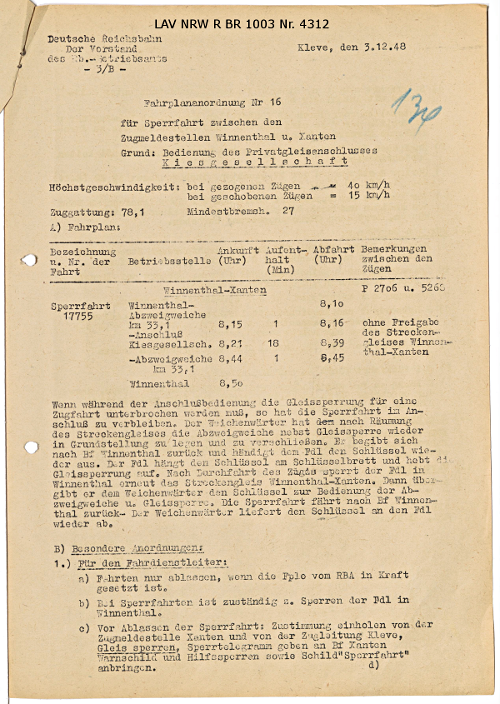 LAV NRW R BR 1003 Nr. 4312
Deutsche Reichsbahn
Der Vorstand
des Eb.-Betriebsamts
- 3/B -
Kleve, den 3.12.48
Fahrplananordnung Nr 16
für Sperrfahrt zwischen den
Zugmeldestellen Winnenthal u. Xanten
Grund: Bedienung des Privatgleisenschlusses
Kiesgesellschaft
Höchstgeschwindigkeit: bei gezogenen Zügen = 40 km/h
bei geschobenen Zügen = 15 km/h
Zuggattung: 78,1 Mindestbremsh. 27
A) Fahrplan:
Bezeichnung Ankunft Aufent- Abfahrt Bemerkungen
u. Nr. der Betriebsstelle (Uhr) halt (Uhr) zwischen den
Fahrt (Min) Zügen
Winnenthal-Xanten P 2706 u. 5268
Sperrfahrt Winnenthal- 8,10
17755 Abzweigweiche
km 33,1 8,15 1 8,16 ohne Freigabe
-Anschluß des Strecken-
Kiesgesellsch. 8,21 18 8,39 gleises Winnen-
-Abzweigweiche 8,44 1 8,45 thal-Xanten
km 33,1
Winnenthal 8,50
Wenn während der Anschlußbedienung die Gleissperrung für eine
Zugfahrt unterbrochen werden muß, so hat die Sperrfahrt im An-
schluß zu verbleiben. Der Weichenwärter hat dem nach Räumung
des Streckengleises die Abzweigweiche nebst Gleissperre wieder
in Grundstellung zu legen und zu verschließen. Er begibt sich
nach Bf Winnenthal zurück und händigt den Fdl den Schlüssel wie-
der aus. Der Fdl hängt den Schlüssel am Schlüsselbrett und hebt die
Gleissperrung auf. Nach Durchfahrt des Zuges sperrt der Fdl in
Winnenthal erneut das Streckengleis Winnenthal-Xanten. Dann über-
gibt er dem Weichenwärter den Schlüssel zur Bedienung der Ab-
zweigweiche u. Gleissperre. Die Sperrfahrt fährt nach Bf Winnen-
thal zurück- Der Weichenwärter liefert den Schlüssel an den Fdl
wieder ab.
B) Besondere Anordnungen:
1.) Für den Fahrdienstleiter:
a) Fahrten nur ablassen, wenn die Fplo vom RBA in Kraft
gesetzt ist.
b) Bei Sperrfahrten ist zuständig z. Sperren der Fdl in
Winnenthal.
c) Vor Ablassen der Sperrfahrt: Zustimmung einholen von der
Zugmeldestelle Xanten und von der Zugleitung Kleve,
Gleis sperren, Sperrtelegramm geben an Bf Xanten
Warnschild und Hilfssperren sowie Schild"Sperrfahrt"
anbringen. d)